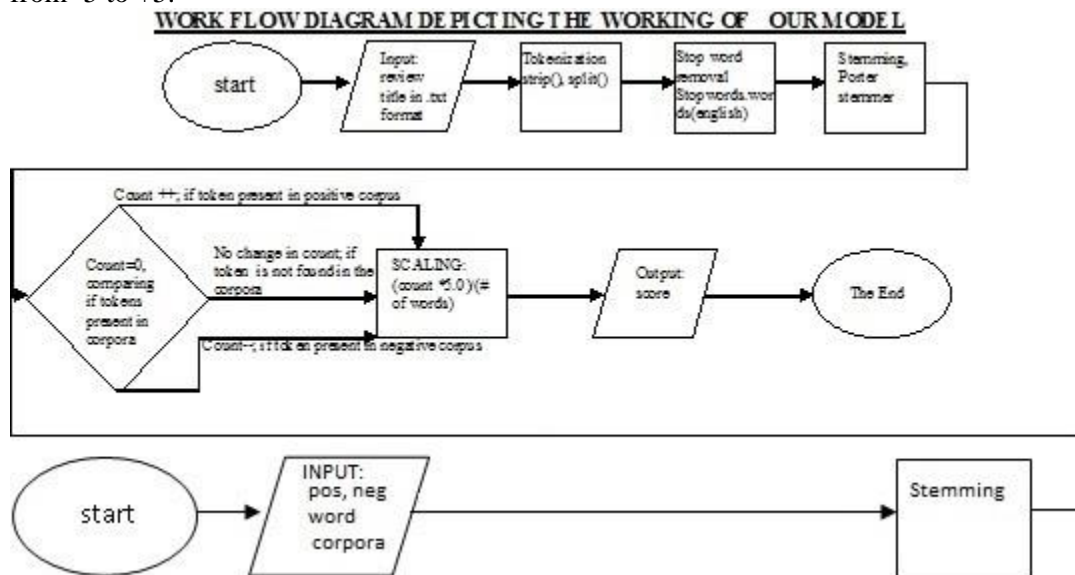 from -5 to +5.
WORK FLOW DIAGRAM DEPICTING THE WORKING OF OUR MODEL
start
Input:
review
title in .txt
format
Tokenization
strip(), split()
Stop word
removal
Stopwords.wor
ds(english)
Stemming,
Porter
stemmer
Count ++; if token present in positive corpus
Count=0,
comparing
if tokens
present in
corpora
No change in count; if
token is not found in the
corpora
Count--; if token present in negative corpus
SCALING:
(count *5.0)/(#
of words)
Output:
score
The End
start
INPUT:
pos, neg
word
corpora
Stemming